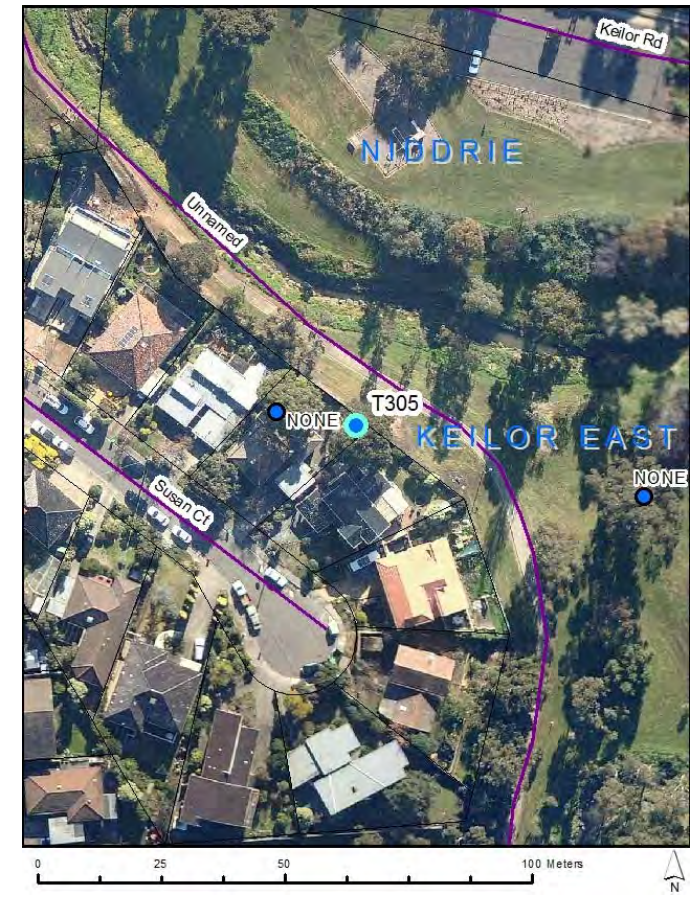 Keilor Rd
NIDDRIE
Unnamed
T305
NONE
KEILOR EAST
NONE
Susan Ct
0 25 50 100 Meters
N